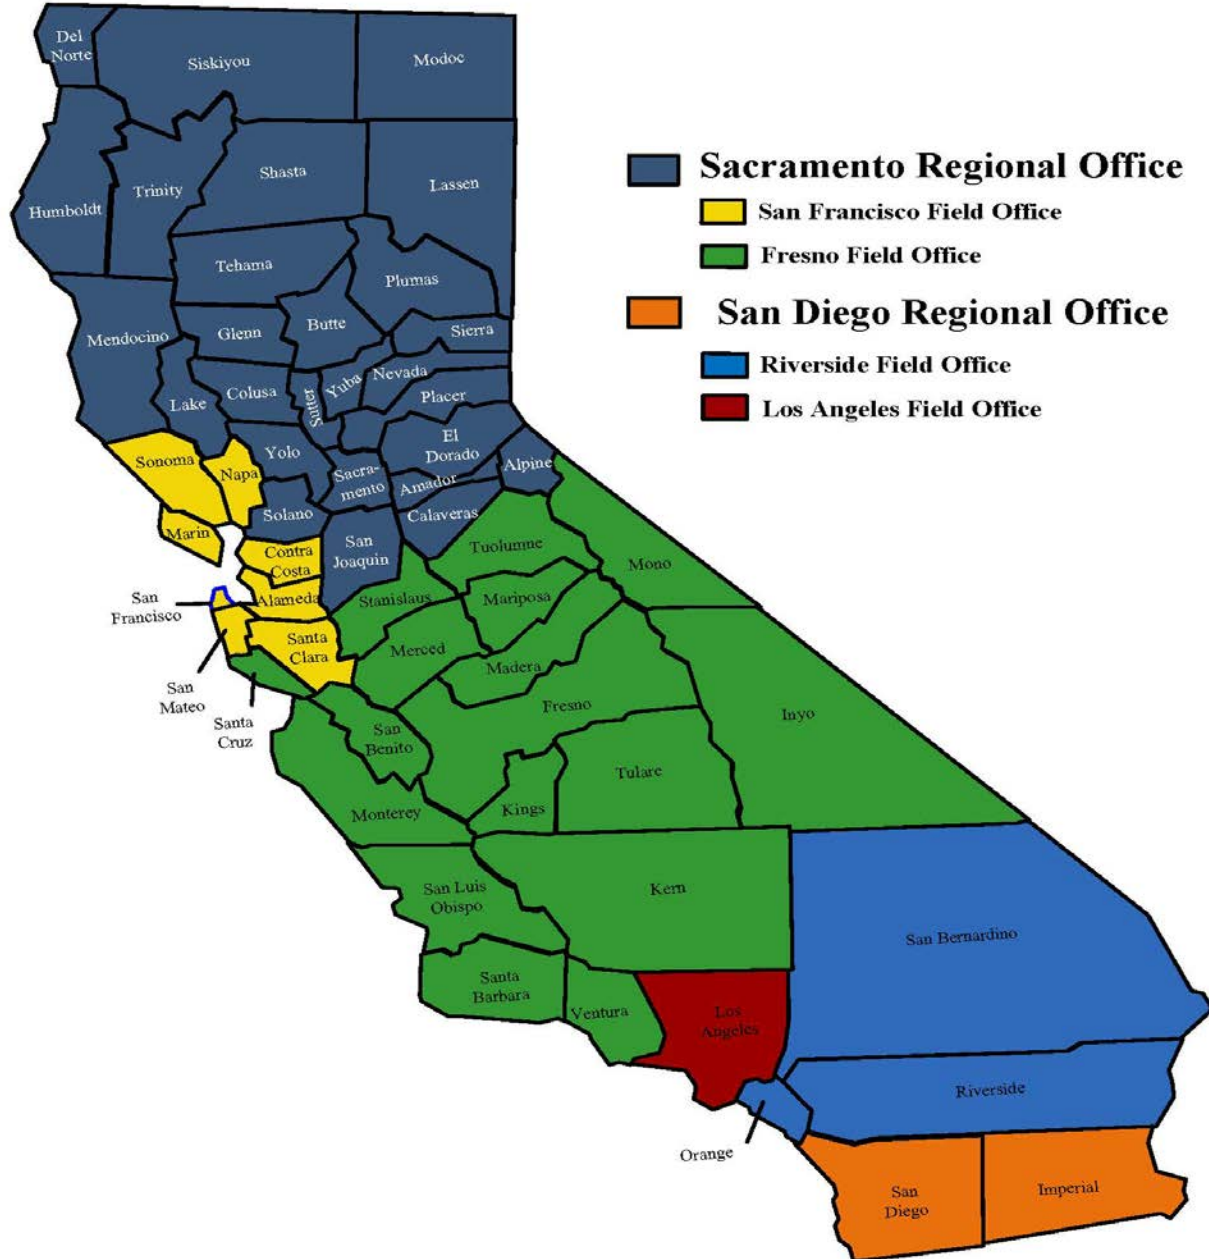 Del
Norte
Siskiyou
Modoc
Humboldt
Trinity
Shasta
Lassen
Tehama
Plumas
Mendocino
Glenn
Butte
Sierra
Lake
Colusa
Sutter
Yuba
Nevada
Placer
Sonoma
Napa
Yolo
Sacra-
mento
El
Dorado
Amador
Alpine
Marin
Solano
San
Joaquin
Calaveras
Contra
Costa
Tuolumne
Mono
San
Francisco
Alameda
Stanislaus
Mariposa
Santa
Clara
Merced
Madera
San
Mateo
Santa
Cruz
San
Benito
Fresno
Inyo
Monterey
Kings
Tulare
San Luis
Obispo
Kern
San Bernardino
Santa
Barbara
Ventura
Los
Angeles
Riverside
Orange
San
Diego
Imperial
Sacramento Regional Office
San Francisco Field Office
Fresno Field Office
San Diego Regional Office
Riverside Field Office
Los Angeles Field Office